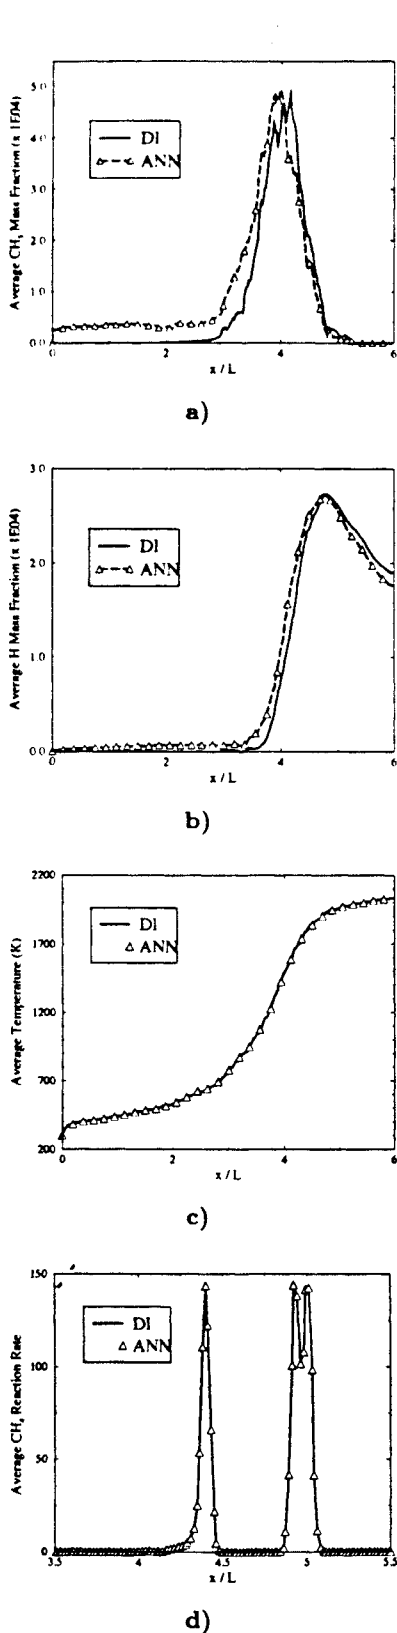 Average CH₃ Mass Fraction (x 1E04)
5.0
4.0
3.0
2.0
1.0
0.0
DI
ANN
0 2 4 6
x / L
a)
Average H Mass Fraction (x 1E04)
3.0
2.0
1.0
0.0
DI
ANN
0 2 4 6
x / L
b)
Average Temperature (K)
2200
1700
1200
700
200
DI
ANN
0 2 4 6
x / L
c)
Average CH₄ Reaction Rate
150
100
50
0
DI
ANN
3.5 4 4.5 5 5.5
x / L
d)